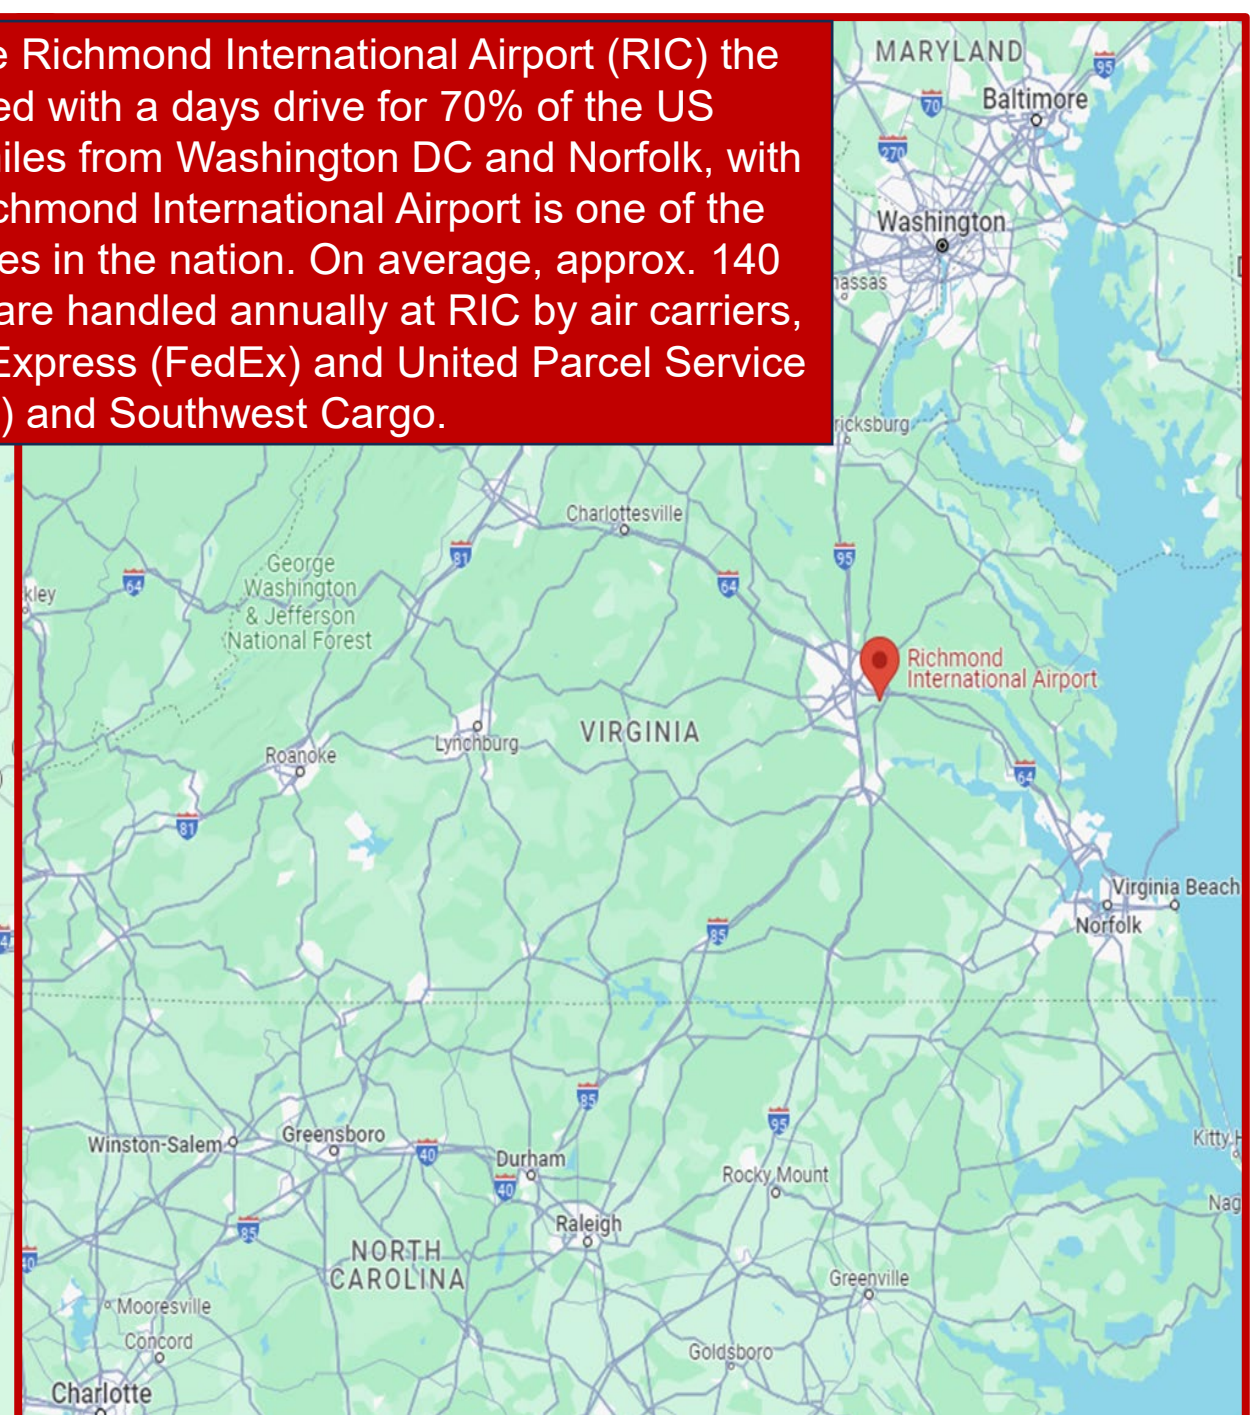 e Richmond International Airport (RIC) the
ed with a days drive for 70% of the US
niles from Washington DC and Norfolk, with
chmond International Airport is one of the
es in the nation. On average, approx. 140
are handled annually at RIC by air carriers,
Express (FedEx) and United Parcel Service
) and Southwest Cargo.
MARYLAND
95
70
Baltimore
270
Washington
nassas
ricksburg
Charlottesville
81
95
George
Washington
& Jefferson
National Forest
64
64
kley
Richmond
International Airport
VIRGINIA
Lynchburg
Roanoke
64
81
Virginia Beach
Norfolk
85
85
95
Kitty H
Winston-Salem
Greensboro
40
Durham
40
Rocky Mount
Nag
Raleigh
85
NORTH
CAROLINA
40
Greenville
Mooresville
Concord
Goldsboro
Charlotte